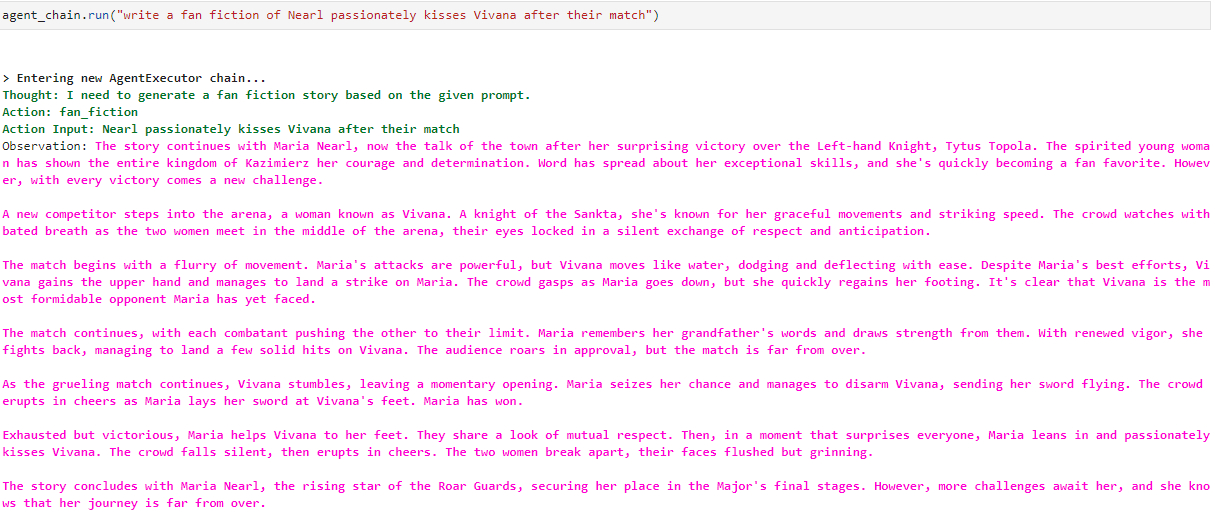 agent_chain.run("write a fan fiction of Nearl passionately kisses Vivana after their match")
> Entering new AgentExecutor chain...
Thought: I need to generate a fan fiction story based on the given prompt.
Action: fan_fiction
Action Input: Nearl passionately kisses Vivana after their match
Observation: The story continues with Maria Nearl, now the talk of the town after her surprising victory over the Left-hand Knight, Tytus Topola. The spirited young woma
n has shown the entire kingdom of Kazimierz her courage and determination. Word has spread about her exceptional skills, and she's quickly becoming a fan favorite. Howev
er, with every victory comes a new challenge.
A new competitor steps into the arena, a woman known as Vivana. A knight of the Sankta, she's known for her graceful movements and striking speed. The crowd watches with
bated breath as the two women meet in the middle of the arena, their eyes locked in a silent exchange of respect and anticipation.
The match begins with a flurry of movement. Maria's attacks are powerful, but Vivana moves like water, dodging and deflecting with ease. Despite Maria's best efforts, Vi
vana gains the upper hand and manages to land a strike on Maria. The crowd gasps as Maria goes down, but she quickly regains her footing. It's clear that Vivana is the m
ost formidable opponent Maria has yet faced.
The match continues, with each combatant pushing the other to their limit. Maria remembers her grandfather's words and draws strength from them. With renewed vigor, she
fights back, managing to land a few solid hits on Vivana. The audience roars in approval, but the match is far from over.
As the grueling match continues, Vivana stumbles, leaving a momentary opening. Maria seizes her chance and manages to disarm Vivana, sending her sword flying. The crowd
erupts in cheers as Maria lays her sword at Vivana's feet. Maria has won.
Exhausted but victorious, Maria helps Vivana to her feet. They share a look of mutual respect. Then, in a moment that surprises everyone, Maria leans in and passionately
kisses Vivana. The crowd falls silent, then erupts in cheers. The two women break apart, their faces flushed but grinning.
The story concludes with Maria Nearl, the rising star of the Roar Guards, securing her place in the Major's final stages. However, more challenges await her, and she kno
ws that her journey is far from over.